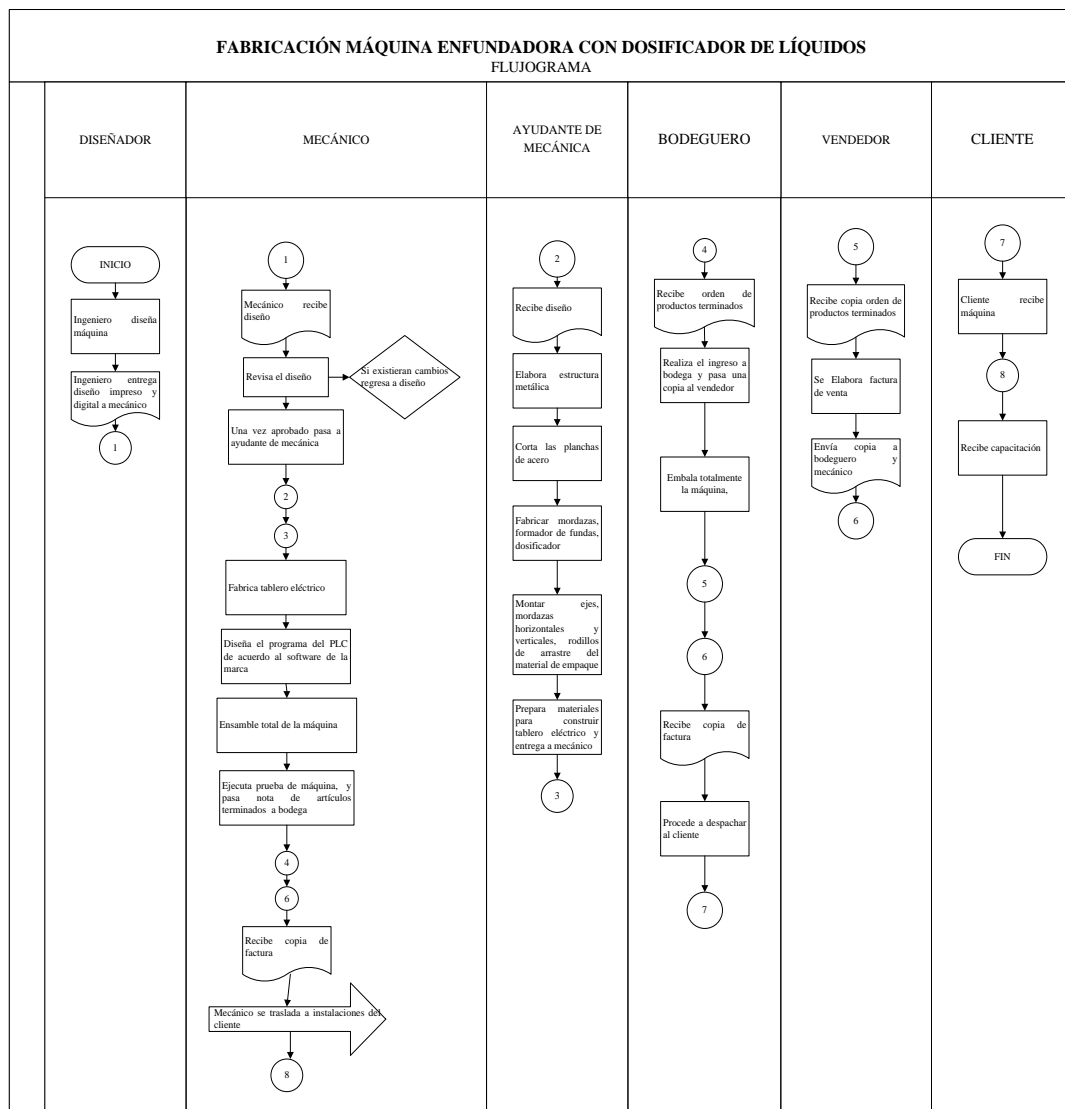 FABRICACIÓN MÁQUINA ENFUNDADORA CON DOSIFICADOR DE LÍQUIDOS
FLUJOGRAMA
DISEÑADOR
MECÁNICO
AYUDANTE DE
MECÁNICA
BODEGUERO
VENDEDOR
CLIENTE
INICIO
Ingeniero diseña
máquina
Ingeniero entrega
diseño impreso y
digital a mecánico
1
1
Mecánico recibe
diseño
Revisa el diseño
Si existieran cambios
regresa a diseño
Una vez aprobado pasa a
ayudante de mecánica
2
3
Fabrica tablero eléctrico
Diseña el programa del PLC
de acuerdo al software de la
marca
Ensamble total de la máquina
Ejecuta prueba de máquina, y
pasa nota de artículos
terminados a bodega
4
6
Recibe copia de
factura
Mecánico se traslada a instalaciones del
cliente
8
2
Recibe diseño
Elabora estructura
metálica
Corta las planchas
de acero
Fabricar mordazas,
formador de fundas,
dosificador
Montar ejes,
mordazas
horizontales y
verticales, rodillos
de arrastre del
material de empaque
Prepara materiales
para construir
tablero eléctrico y
entrega a mecánico
3
4
Recibe orden de
productos terminados
Realiza el ingreso a
bodega y pasa una
copia al vendedor
Embala totalmente
la máquina,
5
6
Recibe copia de
factura
Procede a despachar
al cliente
7
5
Recibe copia orden de
productos terminados
Se Elabora factura
de venta
Envía copia a
bodeguero y
mecánico
6
7
Cliente recibe
máquina
8
Recibe capacitación
FIN